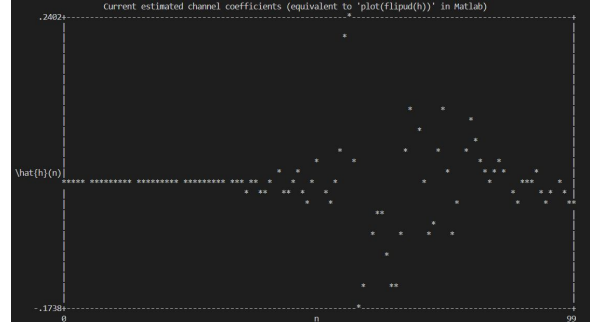 Current estimated channel coefficients (equivalent to 'plot(flipud(h))' in Matlab)
.2402
\hat{h}(n)
-.1738
0 n 99